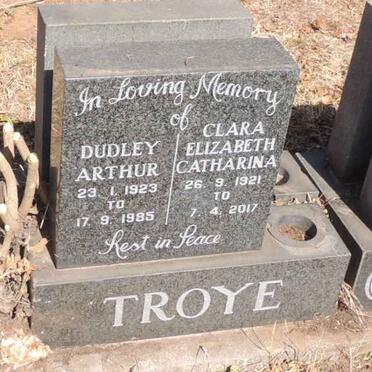 In Loving Memory
of
DUDLEY
ARTHUR
23. 1. 1923
TO
17. 9. 1985
CLARA
ELIZABETH
CATHARINA
26. 9. 1921
TO
7. 4. 2017
Rest in Peace
TROYE